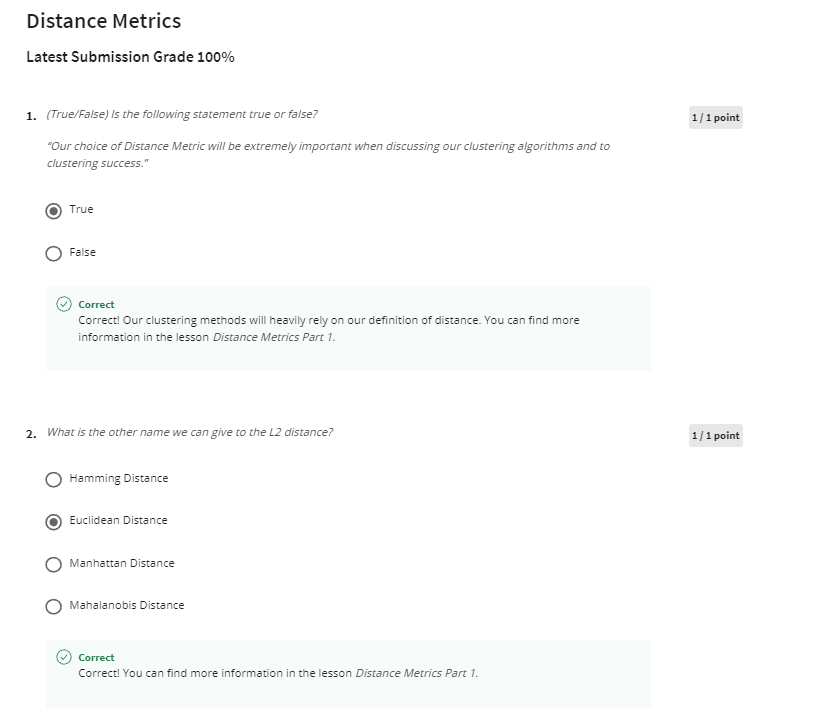 Distance Metrics
Latest Submission Grade 100%
1. (True/False) Is the following statement true or false?
1 / 1 point
“Our choice of Distance Metric will be extremely important when discussing our clustering algorithms and to
clustering success.”
True
False
Correct
Correct! Our clustering methods will heavily rely on our definition of distance. You can find more
information in the lesson Distance Metrics Part 1.
2. What is the other name we can give to the L2 distance?
1 / 1 point
Hamming Distance
Euclidean Distance
Manhattan Distance
Mahalanobis Distance
Correct
Correct! You can find more information in the lesson Distance Metrics Part 1.